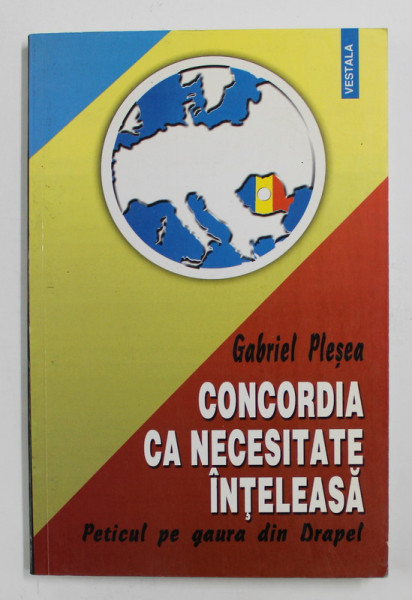 VESTALA
Gabriel Pleșea
CONCORDIA
CA NECESITATE
ÎNȚELEASĂ
Peticul pe gaura din Drapel